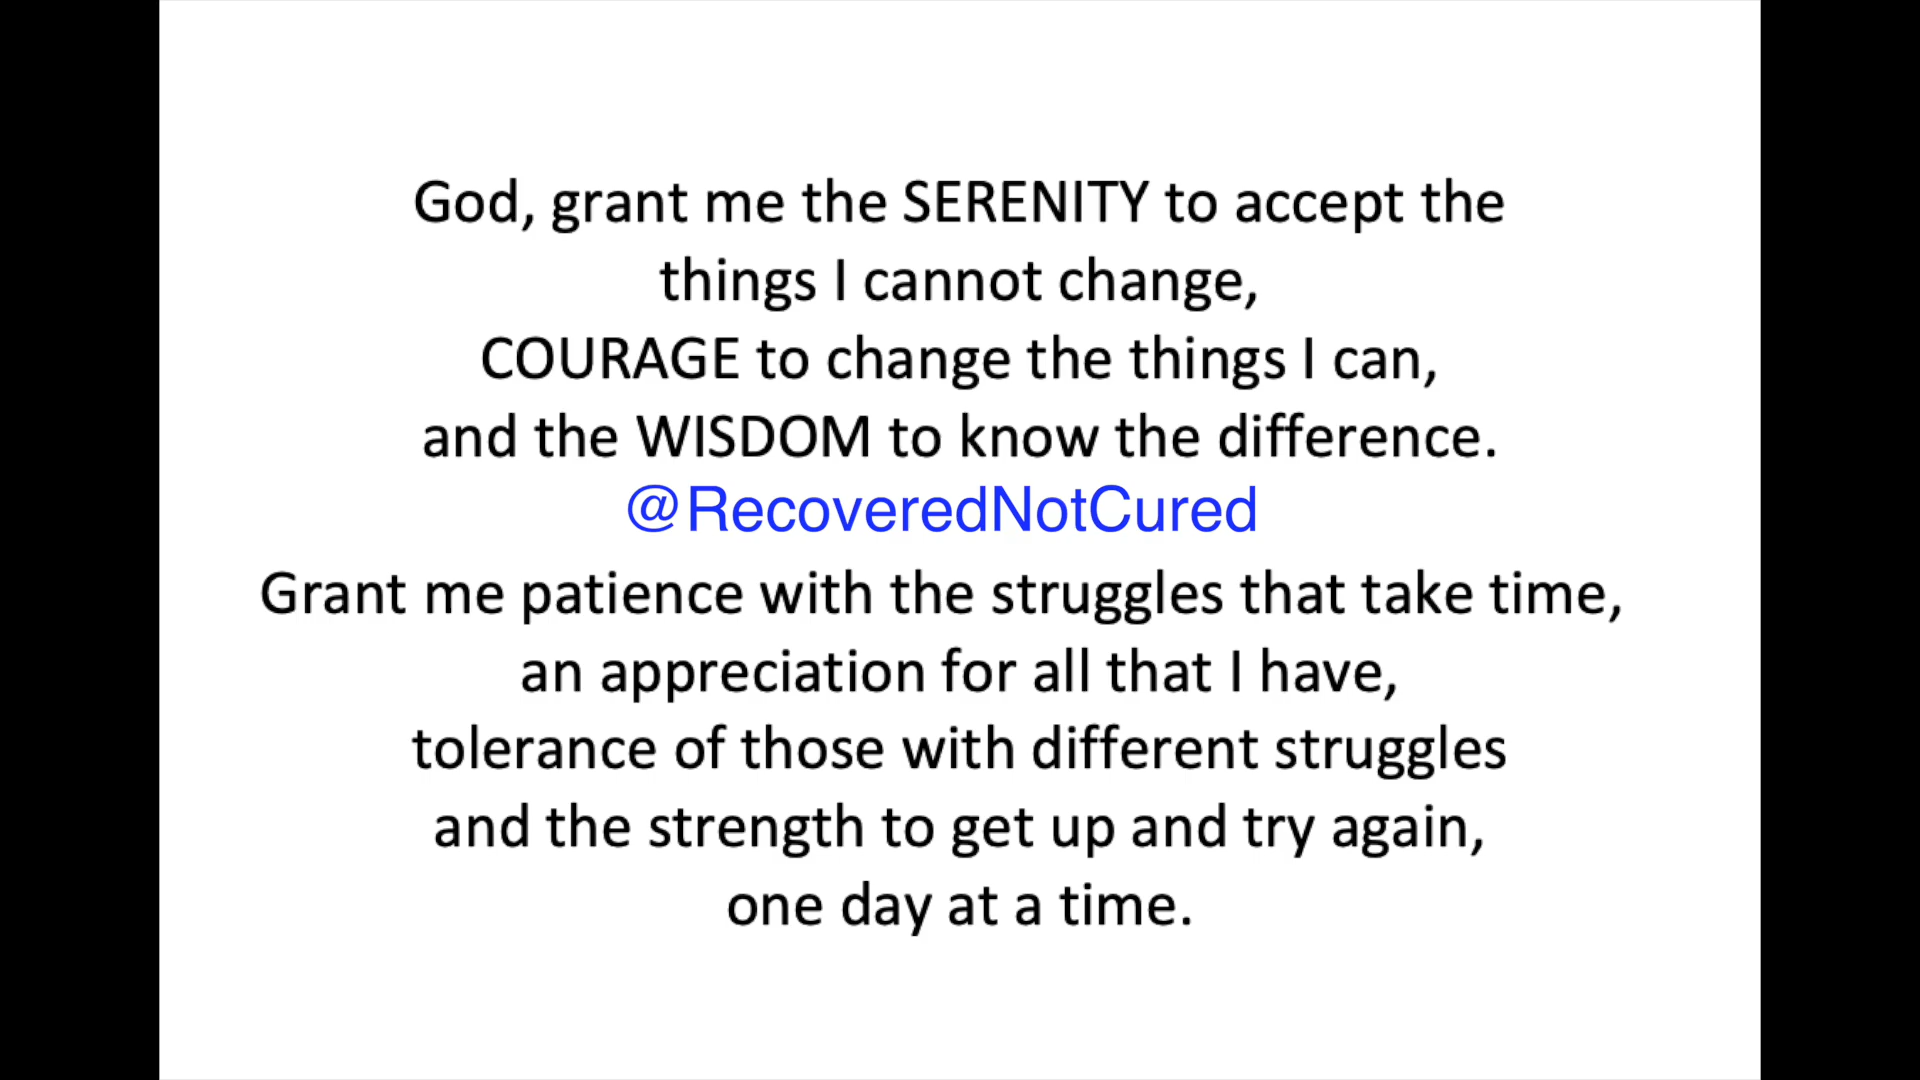 God, grant me the SERENITY to accept the
things I cannot change,
COURAGE to change the things I can,
and the WISDOM to know the difference.
@RecoveredNotCured
Grant me patience with the struggles that take time,
an appreciation for all that I have,
tolerance of those with different struggles
and the strength to get up and try again,
one day at a time.